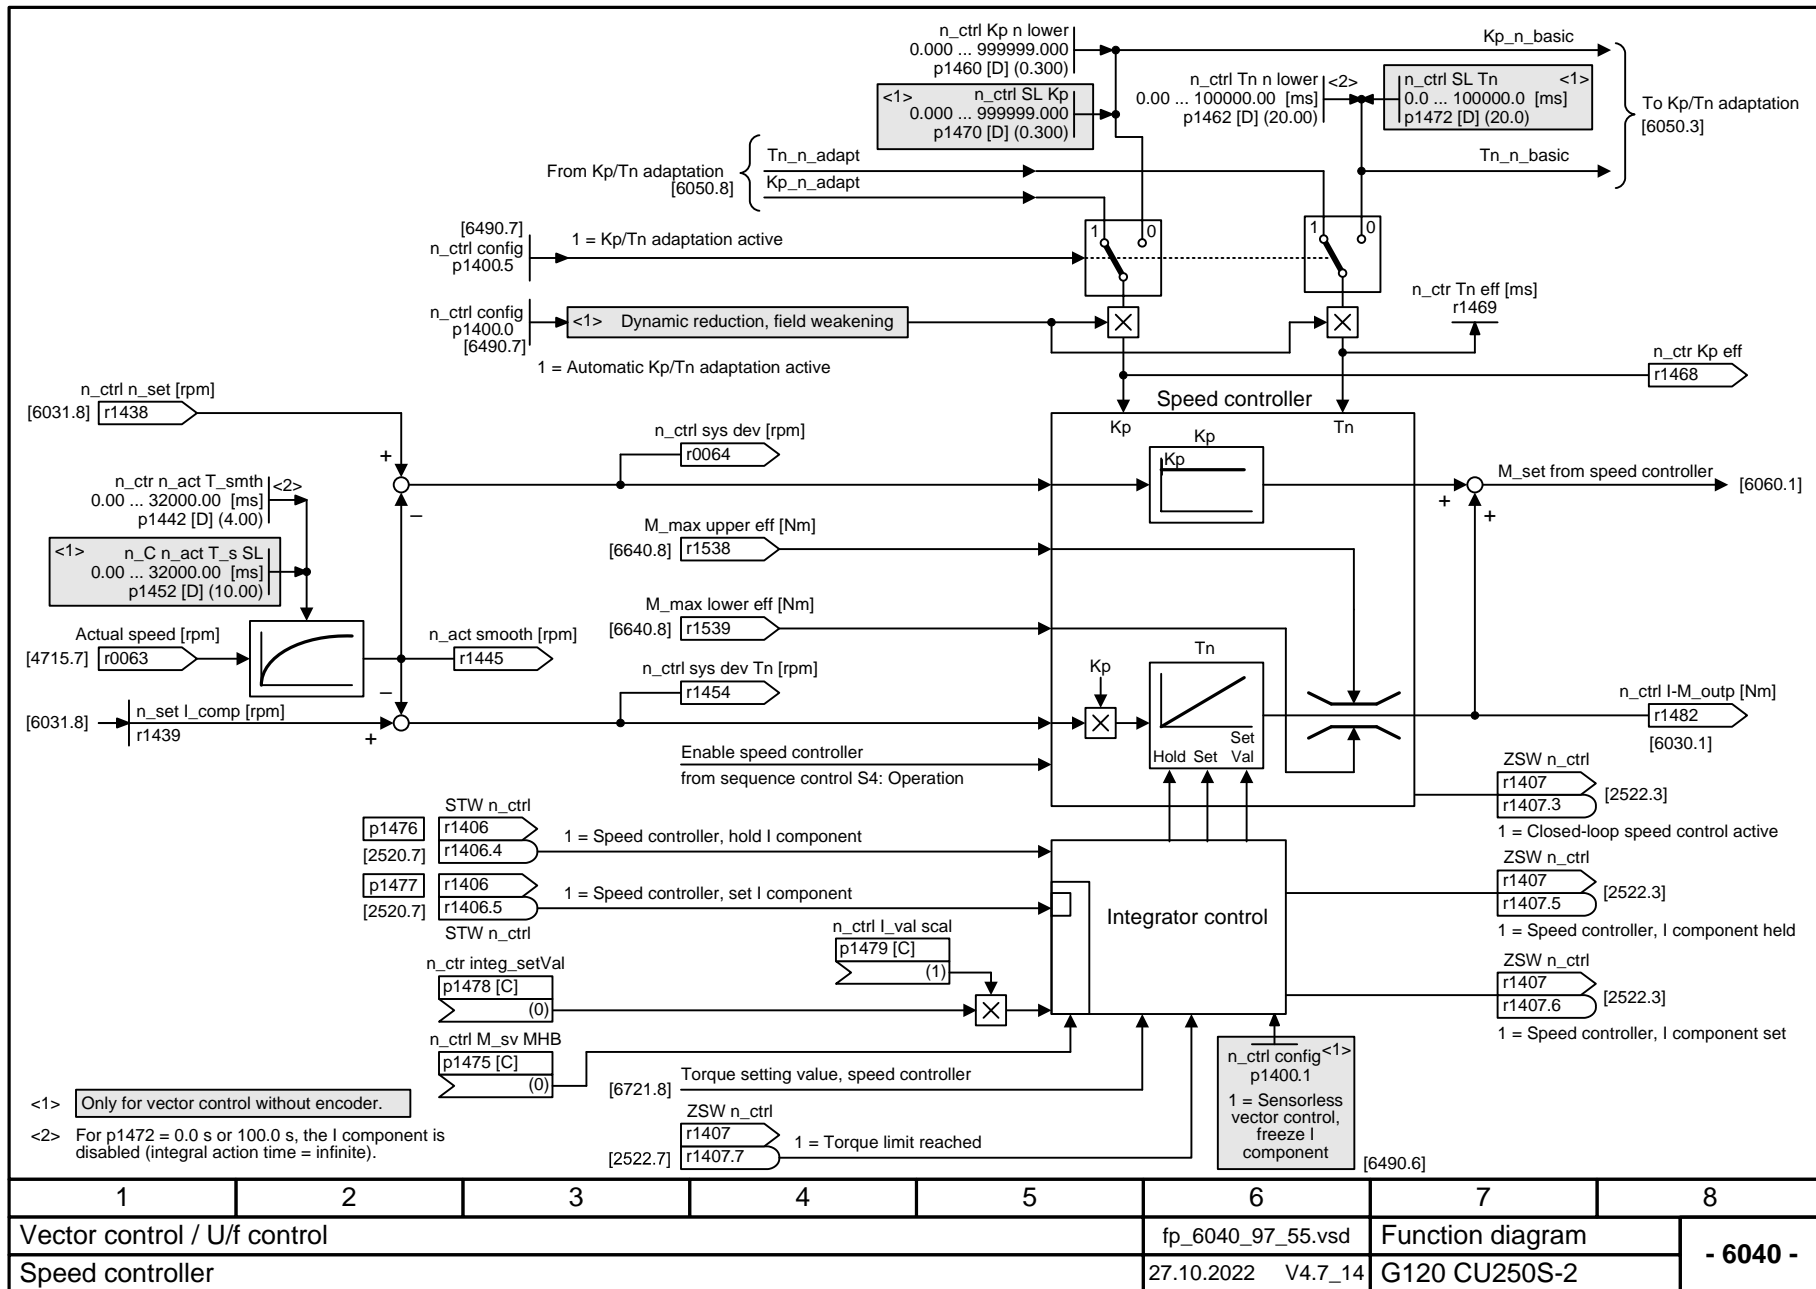 n_ctrl Kp n lower
0.000 ... 999999.000
p1460 [D] (0.300)
Kp_n_basic
<1> n_ctrl SL Kp
0.000 ... 999999.000
p1470 [D] (0.300)
n_ctrl Tn n lower
0.00 ... 100000.00 [ms]
p1462 [D] (20.00)
<2>
n_ctrl SL Tn <1>
0.0 ... 100000.0 [ms]
p1472 [D] (20.0)
To Kp/Tn adaptation
[6050.3]
Tn_n_basic
From Kp/Tn adaptation
[6050.8]
Tn_n_adapt
Kp_n_adapt
[6490.7]
n_ctrl config
p1400.5
1 = Kp/Tn adaptation active
1 0
1 0
n_ctrl config
p1400.0
[6490.7]
<1> Dynamic reduction, field weakening
1 = Automatic Kp/Tn adaptation active
n_ctr Tn eff [ms]
r1469
n_ctr Kp eff
r1468
n_ctrl n_set [rpm]
[6031.8] r1438
+
−
n_ctrl sys dev [rpm]
r0064
Speed controller
Kp
Tn
Kp
Kp
M_set from speed controller
[6060.1]
+
+
n_ctr n_act T_smth
0.00 ... 32000.00 [ms]
p1442 [D] (4.00)
<2>
<1> n_C n_act T_s SL
0.00 ... 32000.00 [ms]
p1452 [D] (10.00)
M_max upper eff [Nm]
[6640.8] r1538
M_max lower eff [Nm]
[6640.8] r1539
Actual speed [rpm]
[4715.7] r0063
n_act smooth [rpm]
r1445
n_ctrl sys dev Tn [rpm]
r1454
−
+
[6031.8] n_set I_comp [rpm]
r1439
Kp
Tn
Hold Set Set
Val
n_ctrl I-M_outp [Nm]
r1482
[6030.1]
Enable speed controller
from sequence control S4: Operation
ZSW n_ctrl
r1407
r1407.3
[2522.3]
1 = Closed-loop speed control active
STW n_ctrl
p1476 r1406
[2520.7] r1406.4
1 = Speed controller, hold I component
p1477 r1406
[2520.7] r1406.5
STW n_ctrl
1 = Speed controller, set I component
Integrator control
ZSW n_ctrl
r1407
r1407.5
[2522.3]
1 = Speed controller, I component held
n_ctrl I_val scal
p1479 [C]
(1)
n_ctr integ_setVal
p1478 [C]
(0)
ZSW n_ctrl
r1407
r1407.6
[2522.3]
1 = Speed controller, I component set
n_ctrl M_sv MHB
p1475 [C]
(0)
[6721.8] Torque setting value, speed controller
ZSW n_ctrl
r1407
[2522.7] r1407.7
1 = Torque limit reached
n_ctrl config <1>
p1400.1
1 = Sensorless
vector control,
freeze I
component
[6490.6]
<1> Only for vector control without encoder.
<2> For p1472 = 0.0 s or 100.0 s, the I component is
disabled (integral action time = infinite).
1 2 3 4 5 6 7 8
Vector control / U/f control
fp_6040_97_55.vsd
Function diagram
- 6040 -
Speed controller
27.10.2022 V4.7_14
G120 CU250S-2